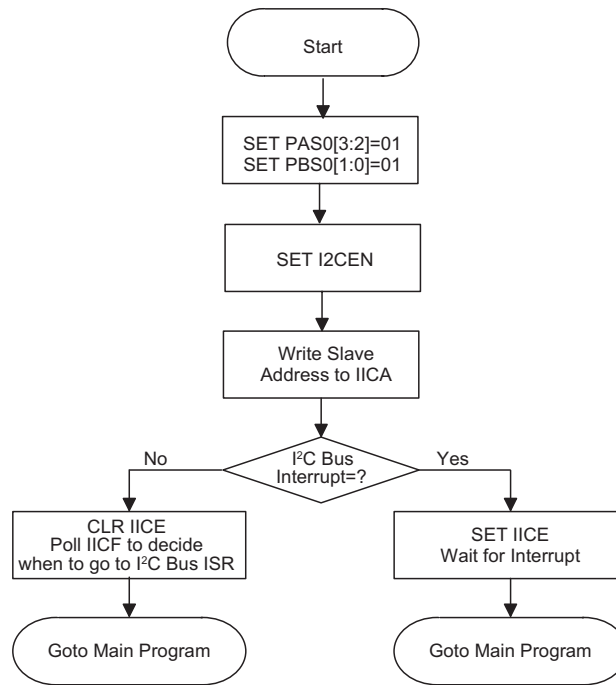 Start
SET PAS0[3:2]=01
SET PBS0[1:0]=01
SET I2CEN
Write Slave
Address to IICA
I²C Bus
Interrupt=?
No
Yes
CLR IICE
Poll IICF to decide
when to go to I²C Bus ISR
SET IICE
Wait for Interrupt
Goto Main Program
Goto Main Program